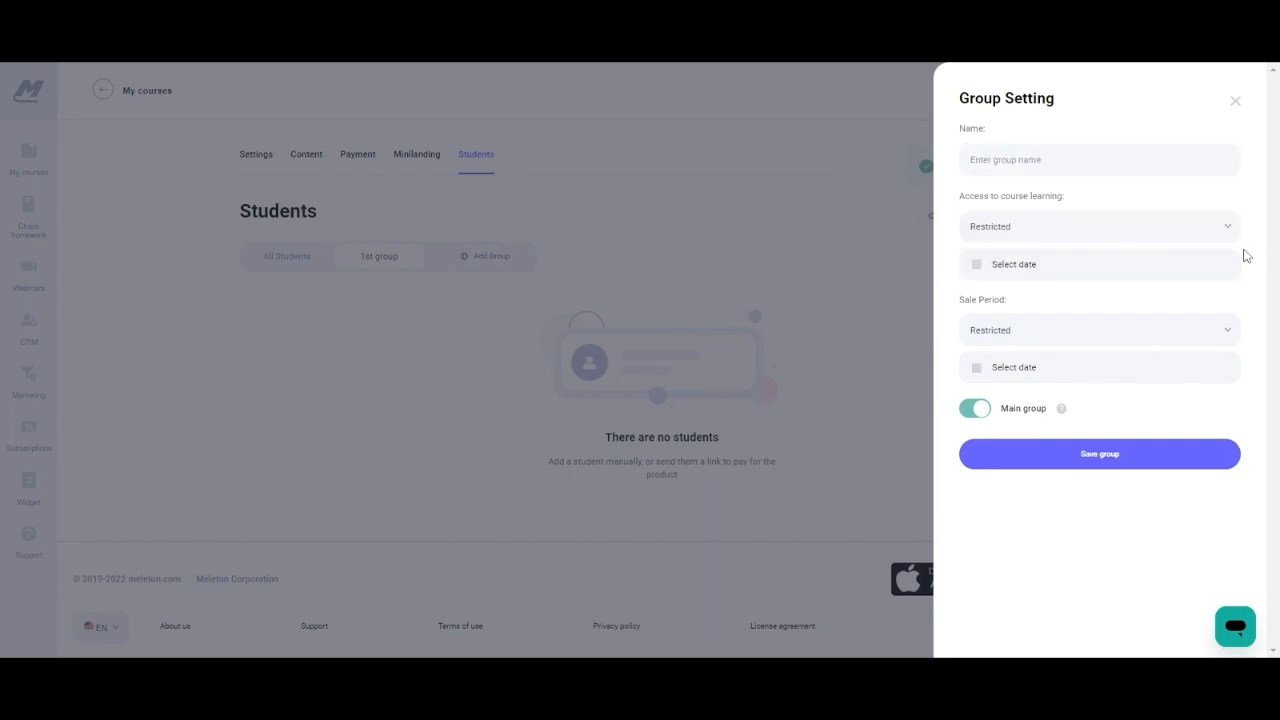 My courses
Settings
Content
Payment
Minilanding
Students
Students
All Students
1st group
Add Group
There are no students
Add a student manually, or send them a link to pay for the
product
My courses
Check
homework
Webinars
CRM
Marketing
Subscriptions
Widget
Support
© 2019-2022 meleton.com
Meleton Corporation
EN
About us
Support
Terms of use
Privacy policy
License agreement
Group Setting
Name:
Enter group name
Access to course learning:
Restricted
Select date
Sale Period:
Restricted
Select date
Main group
?
Save group